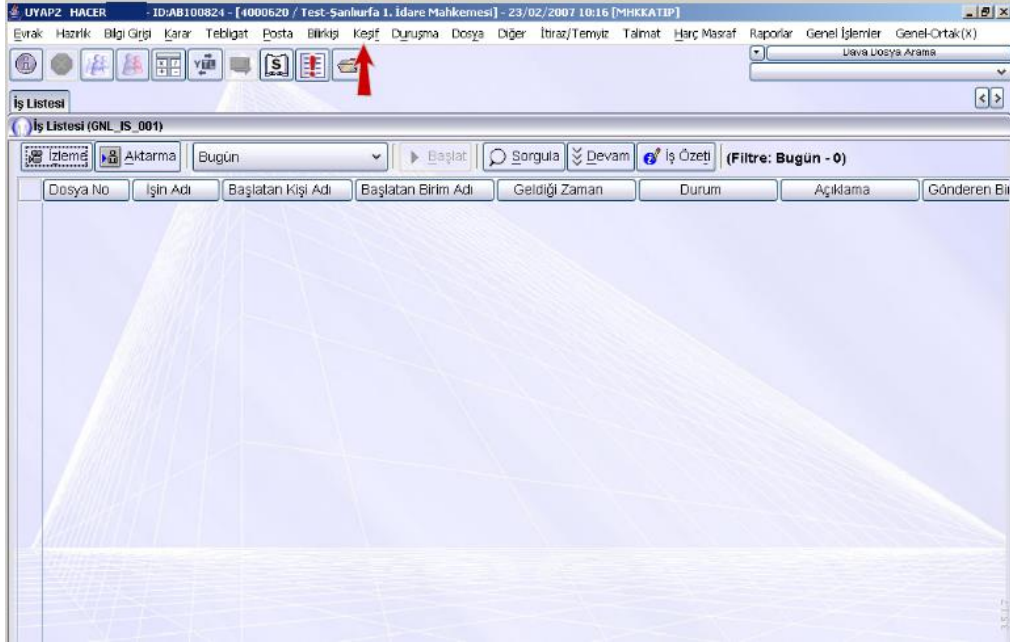 UYAP2 HACER - ID:AB100824 - [4000620 / Test-Şanlıurfa 1. İdare Mahkemesi] - 23/02/2007 10:16 [MHKKATIP]
Evrak Hazırlık Bilgi Girişi Karar Tebligat Posta Bilirkişi Keşif Duruşma Dosya Diğer İtiraz/Temyiz Talimat Harç Masraf Raporlar Genel İşlemler Genel-Ortak(X)
Dava Dosya Arama
İş Listesi
İş Listesi (GNL_IS_001)
İzleme Aktarma Bugün Başlat Sorgula Devam İş Özeti (Filtre: Bugün - 0)
Dosya No İşin Adı Başlatan Kişi Adı Başlatan Birim Adı Geldiği Zaman Durum Açıklama Gönderen Bi